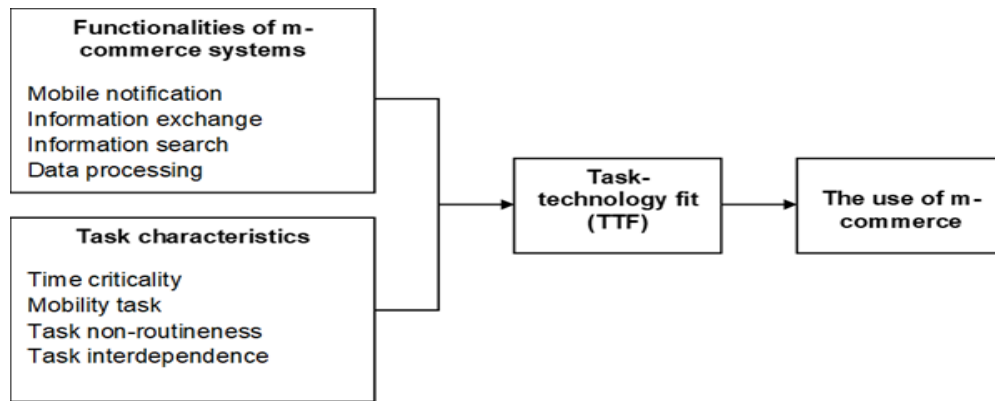 Functionalities of m-
commerce systems
Mobile notification
Information exchange
Information search
Data processing
Task characteristics
Time criticality
Mobility task
Task non-routineness
Task interdependence
Task-
technology fit
(TTF)
The use of m-
commerce